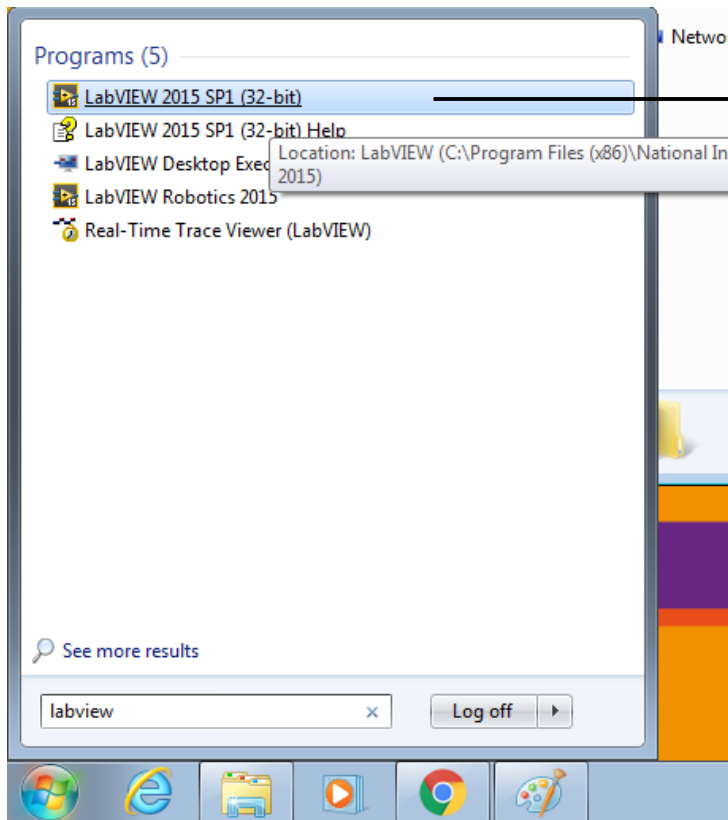 Programs (5)
LabVIEW 2015 SP1 (32-bit)
LabVIEW 2015 SP1 (32-bit) Help
LabVIEW Desktop Exec
Location: LabVIEW (C:\Program Files (x86)\National In
2015)
LabVIEW Robotics 2015
Real-Time Trace Viewer (LabVIEW)
See more results
labview
Log off
Netwo